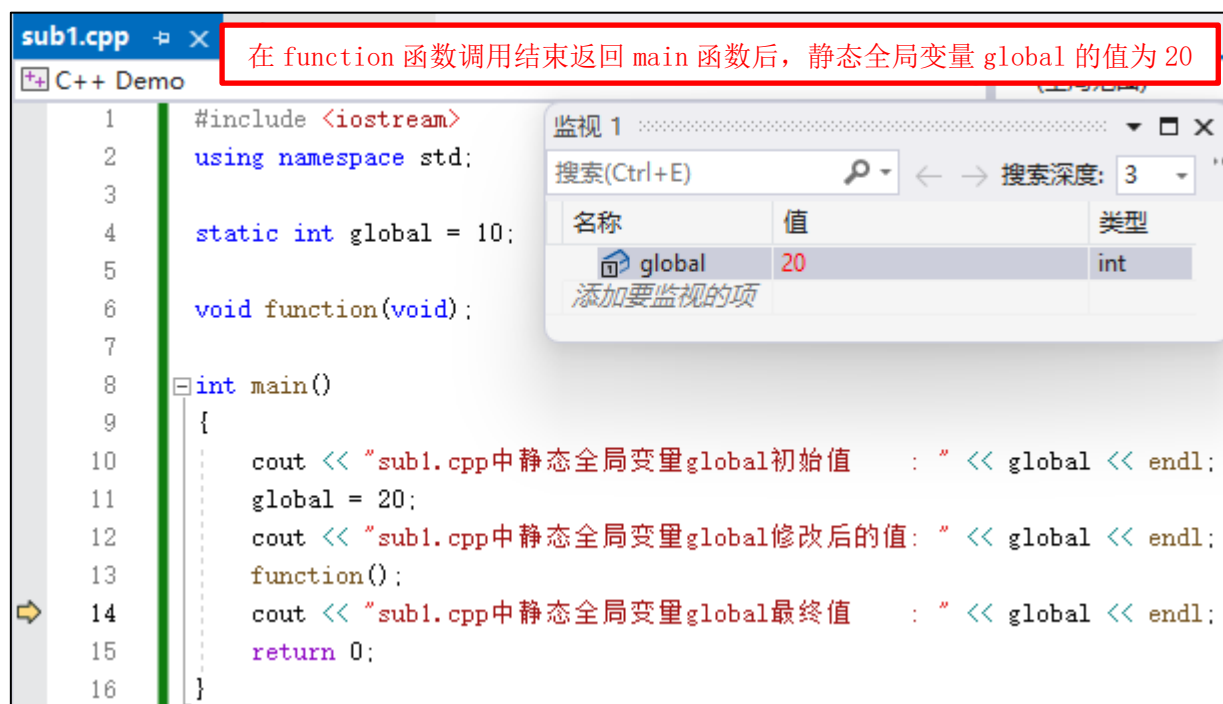 sub1.cpp
在 function 函数调用结束返回 main 函数后，静态全局变量 global 的值为 20
C++ Demo
监视 1
搜索(Ctrl+E)
搜索深度: 3
名称 值 类型
global 20 int
添加要监视的项
1 #include <iostream>
2 using namespace std;
3
4 static int global = 10;
5
6 void function(void);
7
8 int main()
9 {
10 cout << "sub1.cpp中静态全局变量global初始值    : " << global << endl;
11 global = 20;
12 cout << "sub1.cpp中静态全局变量global修改后的值: " << global << endl;
13 function();
14 cout << "sub1.cpp中静态全局变量global最终值    : " << global << endl;
15 return 0;
16 }